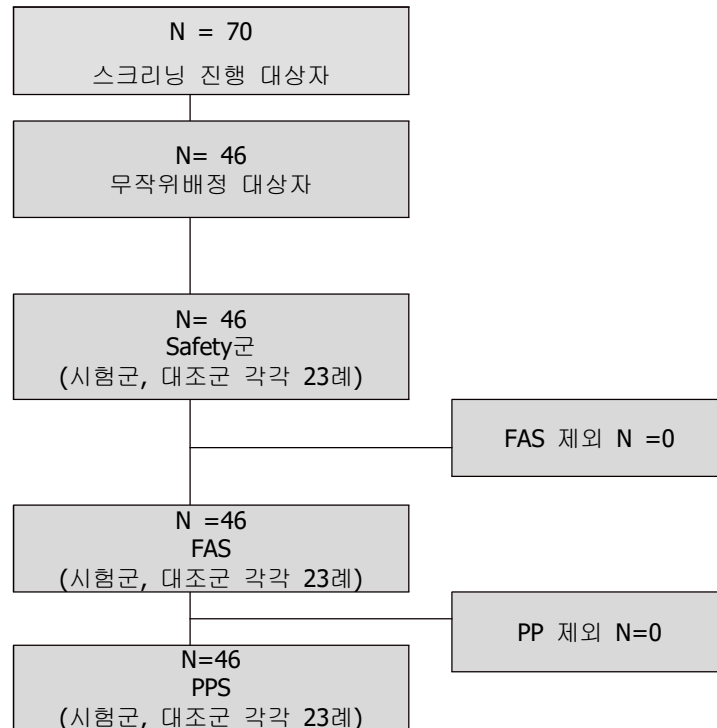 N = 70
스크리닝 진행 대상자
N= 46
무작위배정 대상자
N= 46
Safety군
(시험군, 대조군 각각 23례)
FAS 제외 N =0
N =46
FAS
(시험군, 대조군 각각 23례)
PP 제외 N=0
N=46
PPS
(시험군, 대조군 각각 23례)